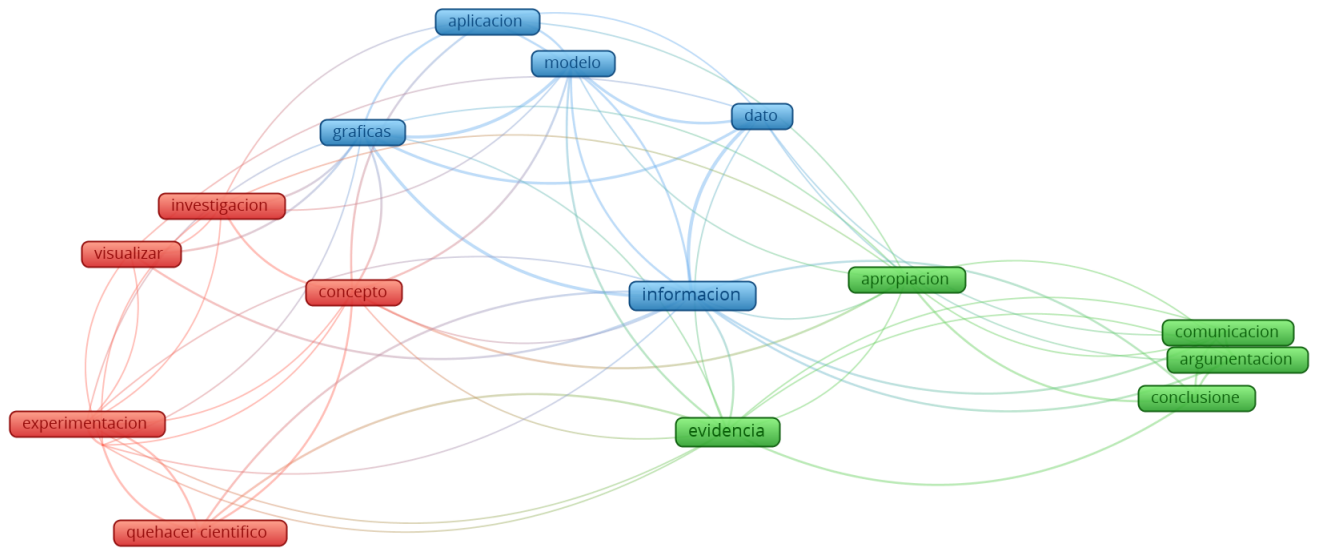 aplicacion
modelo
dato
graficas
investigacion
visualizar
concepto
informacion
apropiacion
comunicacion
argumentacion
conclusione
experimentacion
evidencia
quehacer cientifico